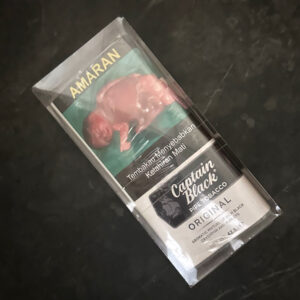 AMARAN
Tembakau Menyebabkan
Kelahiran Mati
Captain
Black
PIPE TOBACCO
ORIGINAL